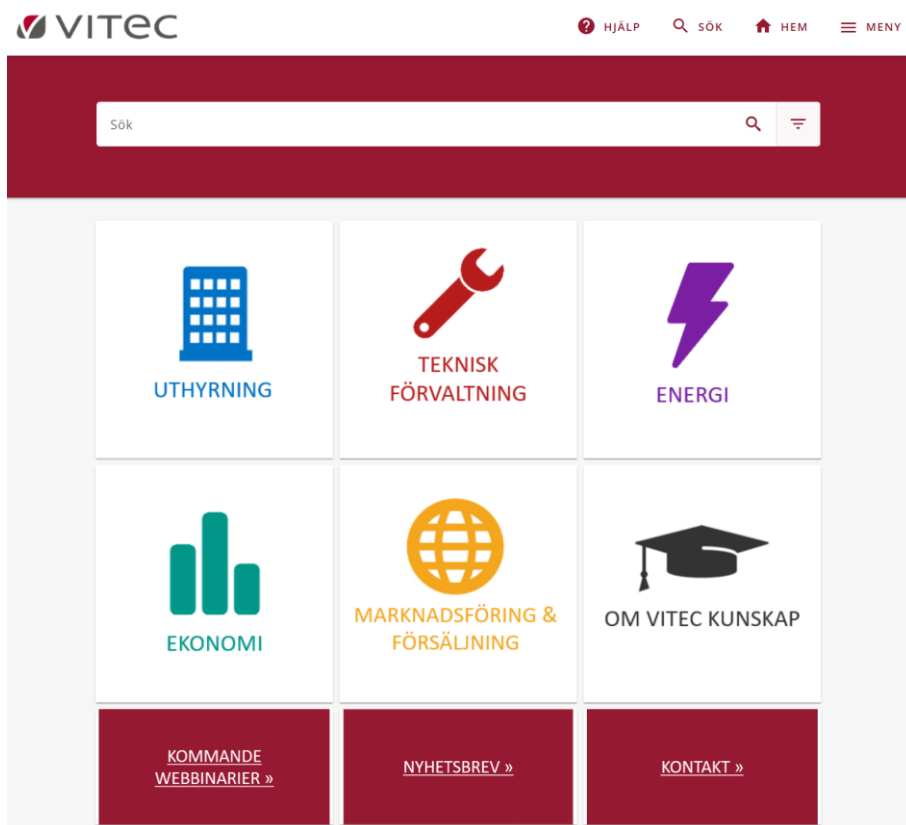 vitec
HJÄLP
SÖK
HEM
MENY
Sök
UTHYRNING
TEKNISK
FÖRVALTNING
ENERGI
EKONOMI
MARKNADSFÖRING &
FÖRSÄLJNING
OM VITEC KUNSKAP
KOMMANDE
WEBBINARIER »
NYHETSBREV »
KONTAKT »